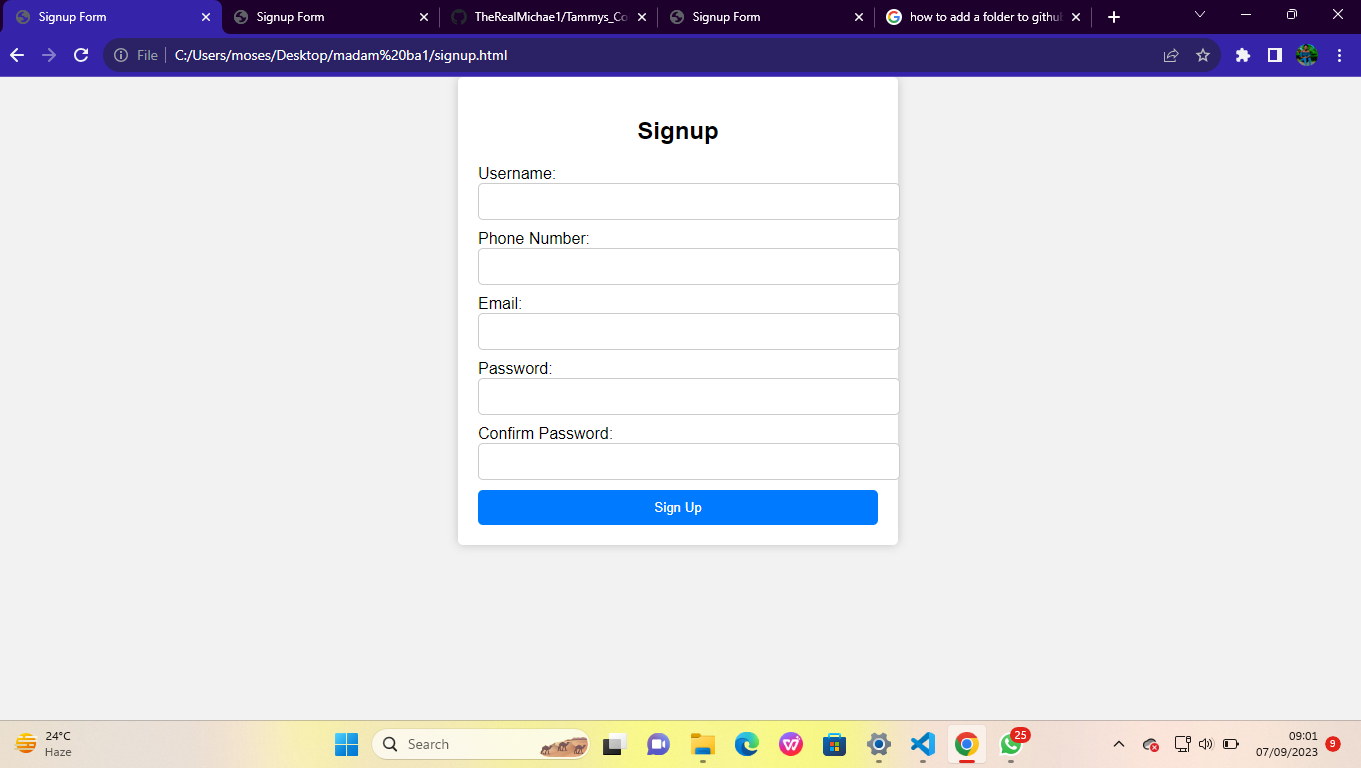 Signup Form
Signup Form
TheRealMichae1/Tammys_Co
Signup Form
how to add a folder to githu
File
C:/Users/moses/Desktop/madam%20ba1/signup.html
Signup
Username:
Phone Number:
Email:
Password:
Confirm Password:
Sign Up
24°C
Haze
Search
25
09:01
07/09/2023
9